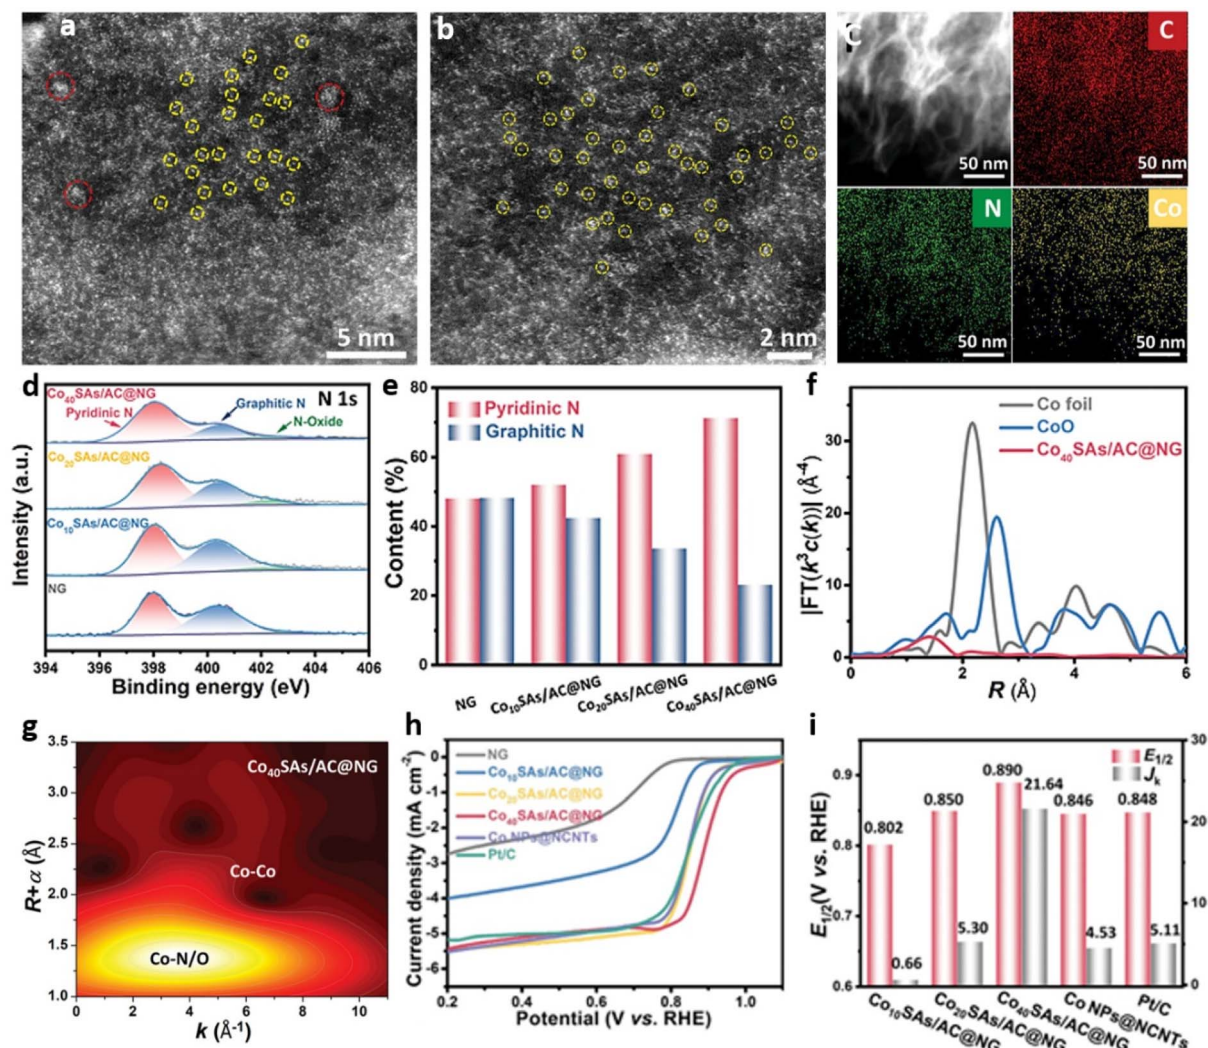 a
5 nm
b
2 nm
C
50 nm
C
50 nm
N
50 nm
Co
50 nm
d
Co₄₀SAs/AC@NG
N 1s
Pyridinic N
Graphitic N
N-Oxide
Co₂₀SAs/AC@NG
Co₁₀SAs/AC@NG
NG
Intensity (a.u.)
394 396 398 400 402 404 406
Binding energy (eV)
e
Pyridinic N
Graphitic N
Content (%)
80
60
40
20
0
NG Co₁₀SAs/AC@NG Co₂₀SAs/AC@NG Co₄₀SAs/AC@NG
f
Co foil
CoO
Co₄₀SAs/AC@NG
|FT(k³c(k))| (Å⁻⁴)
30
20
10
0
0 2 4 6
R (Å)
g
Co₄₀SAs/AC@NG
Co-Co
Co-N/O
R+α (Å)
3.5
3.0
2.5
2.0
1.5
1.0
0 2 4 6 8 10
k (Å⁻¹)
h
NG
Co₁₀SAs/AC@NG
Co₂₀SAs/AC@NG
Co₄₀SAs/AC@NG
Co NPs@NCNTs
Pt/C
Current density (mA cm⁻²)
0
-1
-2
-3
-4
-5
-6
0.2 0.4 0.6 0.8 1.0
Potential (V vs. RHE)
i
E₁/₂
Jₖ
E₁/₂(V vs. RHE)
0.9
0.8
0.7
0.6
30
20
10
0
0.802 0.850 0.890 0.846 0.848
0.66 5.30 21.64 4.53 5.11
Co₁₀SAs/AC@NG Co₂₀SAs/AC@NG Co₄₀SAs/AC@NG Co NPs@NCNTs Pt/C